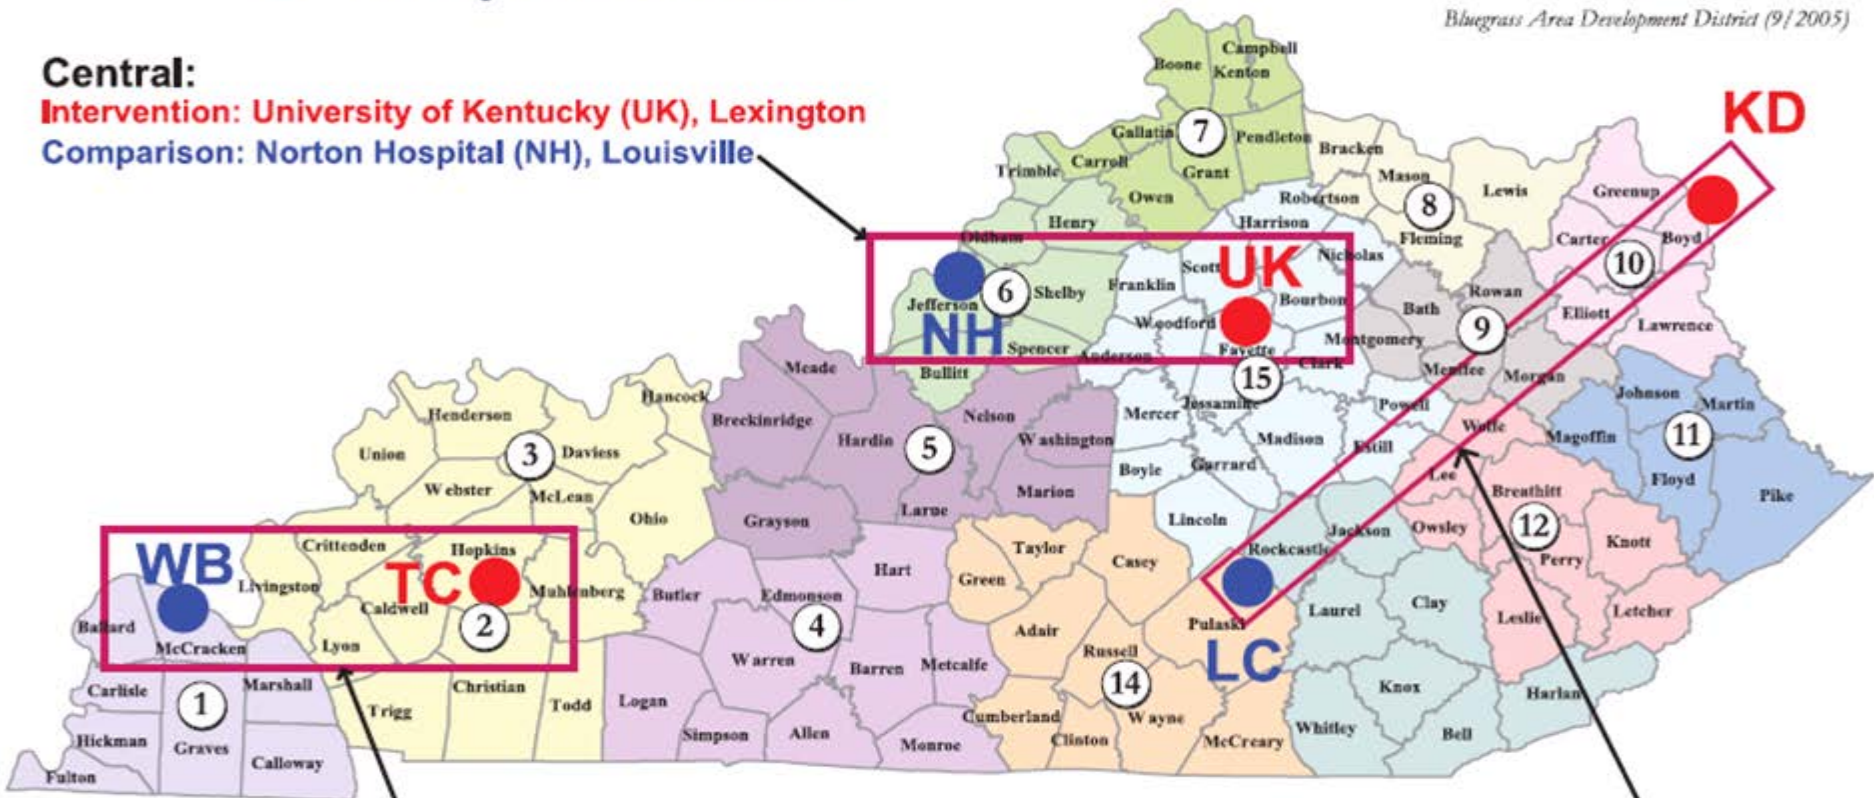 Bluegrass Area Development District (9/2005)
Central:
Intervention: University of Kentucky (UK), Lexington
Comparison: Norton Hospital (NH), Louisville
KD
Campbell
Boone
Kenton
7
Gallatin
Pendleton
Carroll
Grant
Trimble
Owen
Henry
Bracken
Mason
Robertson
8
Lewis
Greenup
Harrison
Fleming
Carter
Boyd
10
Oldham
Nicholas
Scott
UK
6
Shelby
Franklin
Bourbon
Jefferson
NH
Woodford
Spencer
Anderson
Fayette
Clark
Montgomery
Bath
Rowan
9
Elliott
Lawrence
Menifee
Morgan
Bullitt
15
Meade
Hancock
Breckinridge
Nelson
Hardin
5
Washington
Mercer
Jessamine
Powell
Madison
Estill
Wolfe
Magoffin
Johnson
Martin
11
Floyd
Pike
Henderson
Union
3
Daviess
Webster
McLean
Ohio
Grayson
Larue
Marion
Boyle
Garrard
Lincoln
Lee
Breathitt
Owsley
12
Knott
Perry
Leslie
Letcher
Jackson
Rockcastle
Crittenden
Hopkins
WB
TC
Livingston
Muhlenberg
Caldwell
2
Lyon
Ballard
McCracken
Butler
Edmonson
Hart
4
Green
Taylor
Casey
Adair
Pulaski
Laurel
Clay
LC
Russell
14
Warren
Barren
Metcalfe
Carlisle
Marshall
1
Christian
Trigg
Todd
Logan
Hickman
Graves
Calloway
Fulton
Simpson
Allen
Monroe
Cumberland
Clinton
Wayne
McCreary
Whitley
Knox
Bell
Harlan